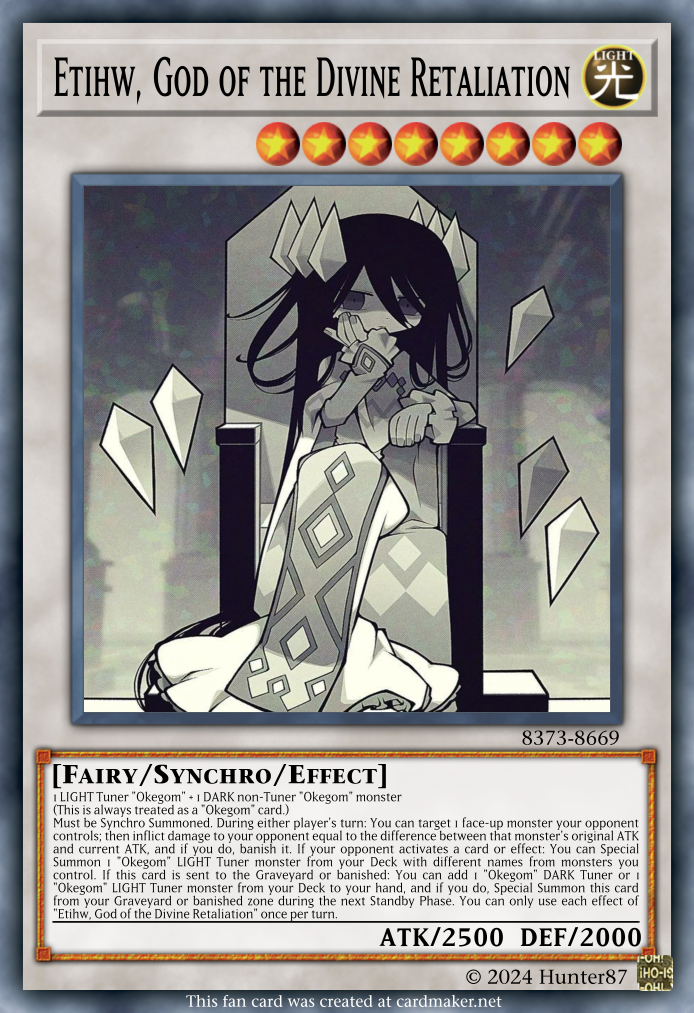 Etihw, God of the Divine Retaliation
LIGHT
光
8373-8669
[Fairy/Synchro/Effect]
1 LIGHT Tuner "Okegom" + 1 DARK non-Tuner "Okegom" monster
(This is always treated as a "Okegom" card.)
Must be Synchro Summoned. During either player's turn: You can target 1 face-up monster your opponent
controls; then inflict damage to your opponent equal to the difference between that monster's original ATK
and current ATK, and if you do, banish it. If your opponent activates a card or effect: You can Special
Summon 1 "Okegom" LIGHT Tuner monster from your Deck with different names from monsters you
control. If this card is sent to the Graveyard or banished: You can add 1 "Okegom" DARK Tuner or 1
"Okegom" LIGHT Tuner monster from your Deck to your hand, and if you do, Special Summon this card
from your Graveyard or banished zone during the next Standby Phase. You can only use each effect of
"Etihw, God of the Divine Retaliation" once per turn.
ATK/2500 DEF/2000
© 2024 Hunter87
This fan card was created at cardmaker.net